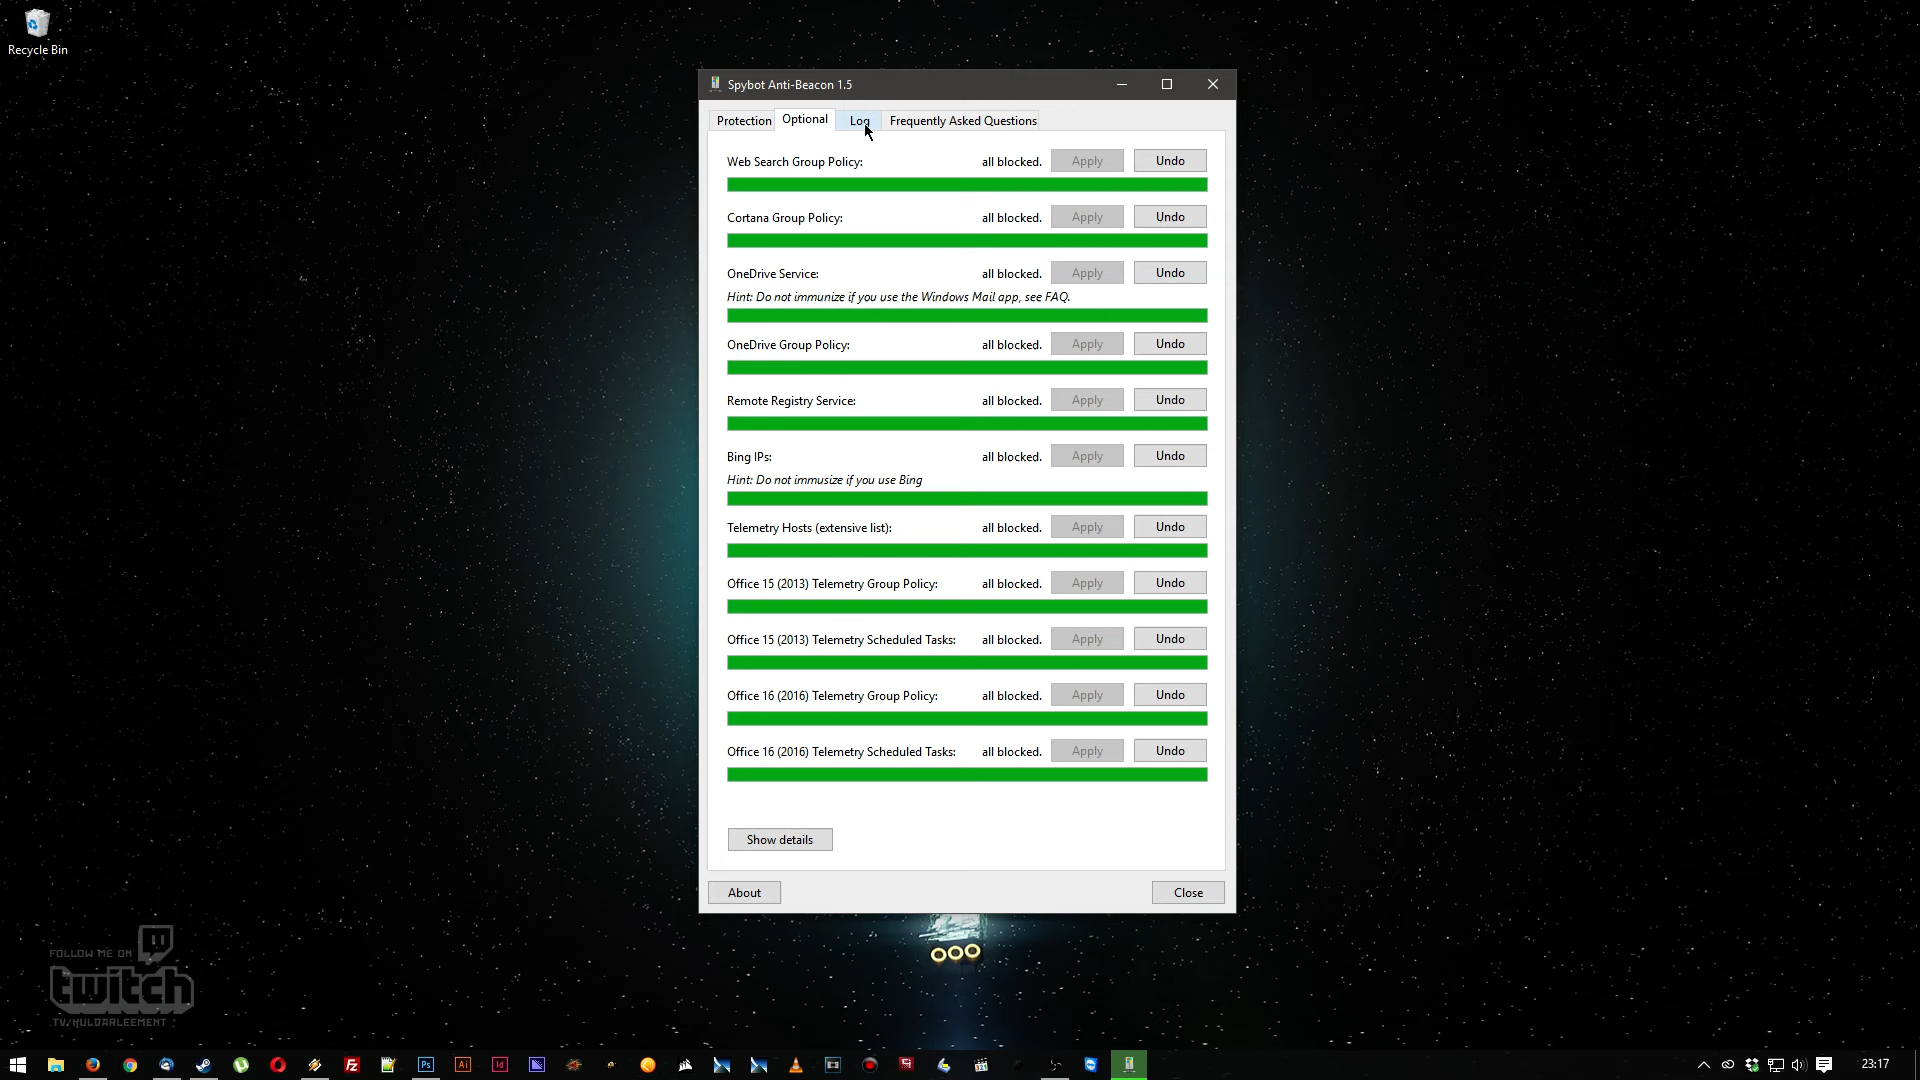 Recycle Bin
Spybot Anti-Beacon 1.5
Protection Optional Log Frequently Asked Questions
Web Search Group Policy: all blocked. Apply Undo
Cortana Group Policy: all blocked. Apply Undo
OneDrive Service: all blocked. Apply Undo
Hint: Do not immunize if you use the Windows Mail app, see FAQ.
OneDrive Group Policy: all blocked. Apply Undo
Remote Registry Service: all blocked. Apply Undo
Bing IPs: all blocked. Apply Undo
Hint: Do not immusize if you use Bing
Telemetry Hosts (extensive list): all blocked. Apply Undo
Office 15 (2013) Telemetry Group Policy: all blocked. Apply Undo
Office 15 (2013) Telemetry Scheduled Tasks: all blocked. Apply Undo
Office 16 (2016) Telemetry Group Policy: all blocked. Apply Undo
Office 16 (2016) Telemetry Scheduled Tasks: all blocked. Apply Undo
Show details
About Close
FOLLOW ME ON
twitch
TV/KULDARLEEMENT
Fz Ps Ai Id
23:17